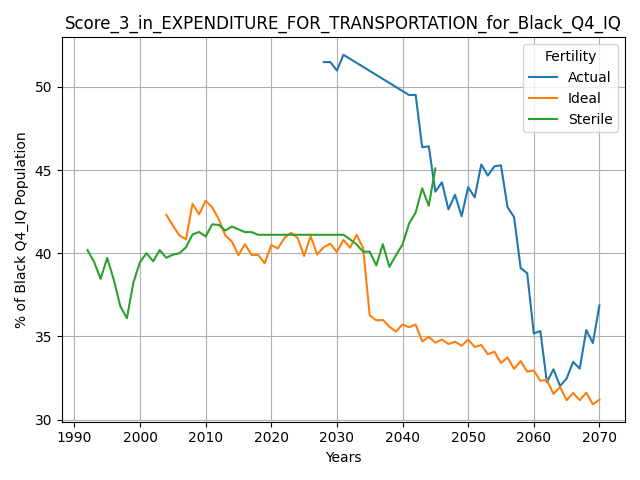 Score_3_in_EXPENDITURE_FOR_TRANSPORTATION_for_Black_Q4_IQ
Fertility
Actual
Ideal
Sterile
% of Black Q4_IQ Population
50
45
40
35
30
1990 2000 2010 2020 2030 2040 2050 2060 2070
Years